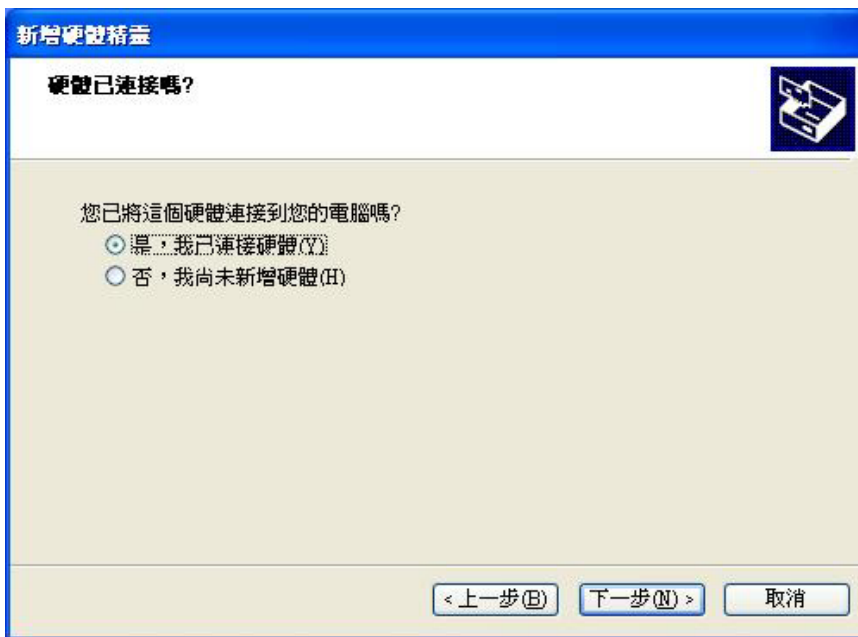 新增硬體精靈
硬體已連接嗎?
您已將這個硬體連接到您的電腦嗎?
是，我已連接硬體(Y)
否，我尚未新增硬體(H)
<上一步(B) 下一步(N)> 取消